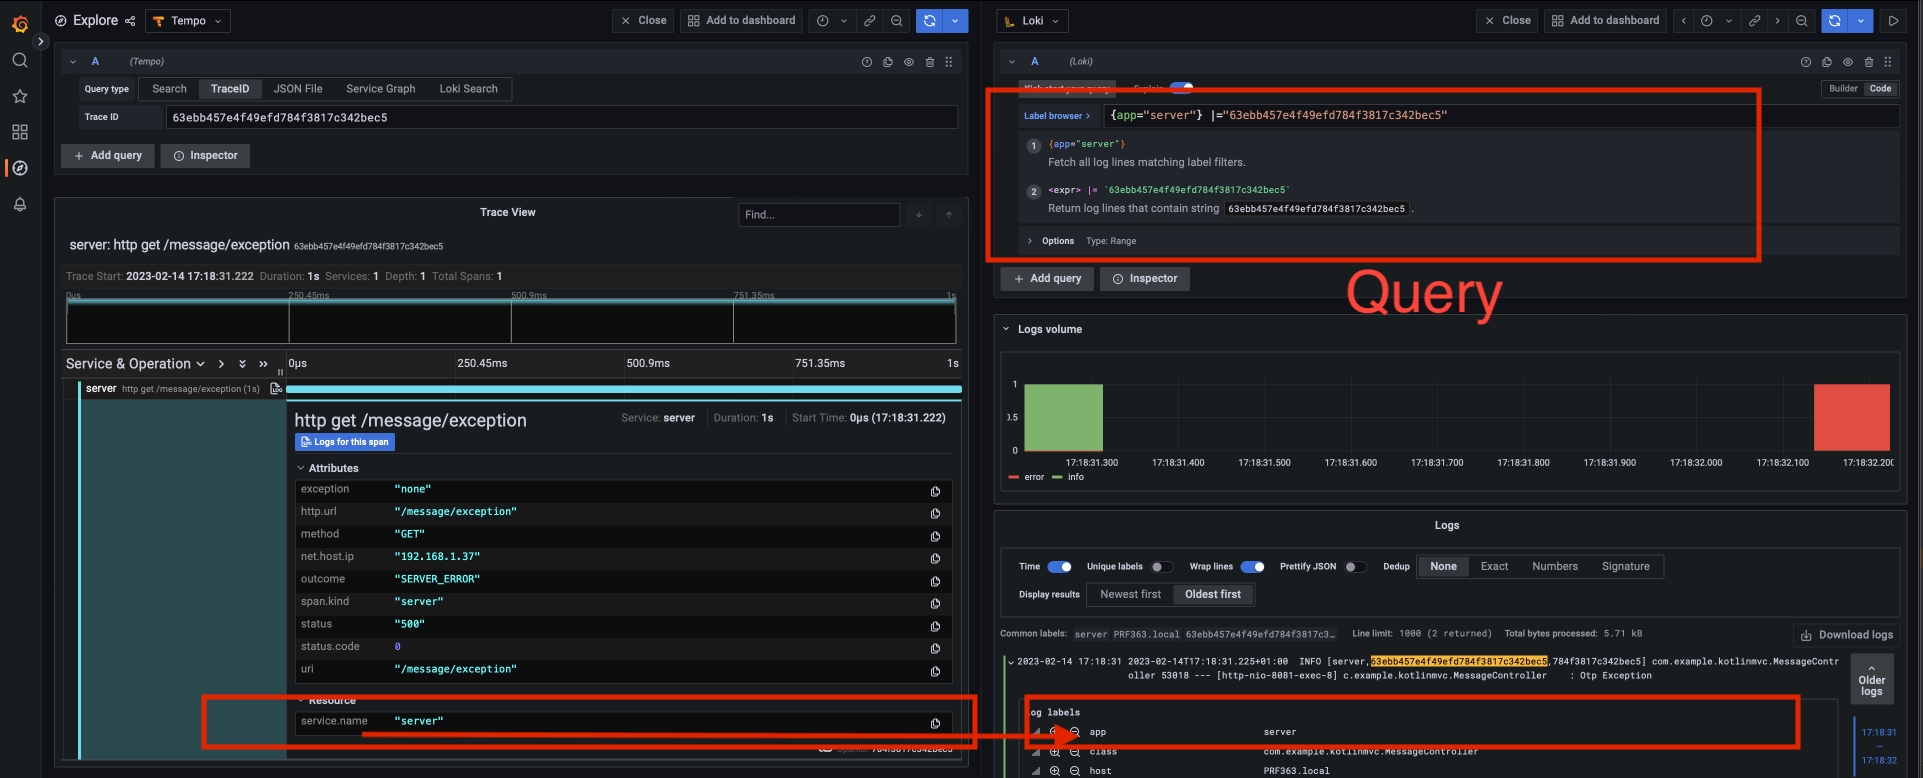 Explore
Tempo
Close
Add to dashboard
A
(Tempo)
Query type
Search
TraceID
JSON File
Service Graph
Loki Search
Trace ID
63ebb457e4f49efd784f3817c342bec5
+ Add query
Inspector
Trace View
Find...
server: http get /message/exception 63ebb457e4f49efd784f3817c342bec5
Trace Start: 2023-02-14 17:18:31.222 Duration: 1s Services: 1 Depth: 1 Total Spans: 1
0μs
250.45ms
500.9ms
751.35ms
1s
Service & Operation
0μs
250.45ms
500.9ms
751.35ms
1s
server http get /message/exception (1s)
http get /message/exception
Service: server
Duration: 1s
Start Time: 0μs (17:18:31.222)
Logs for this span
Attributes
exception "none"
http.url "/message/exception"
method "GET"
net.host.ip "192.168.1.37"
outcome "SERVER_ERROR"
span.kind "server"
status "500"
status.code 0
uri "/message/exception"
Resource
service.name "server"
SpanID: 784f3817c342bec5
Loki
Close
Add to dashboard
A
(Loki)
Kick start your query
Explain
Builder
Code
Label browser >
{app="server"} |="63ebb457e4f49efd784f3817c342bec5"
1 {app="server"}
Fetch all log lines matching label filters.
2 <expr> |= `63ebb457e4f49efd784f3817c342bec5`
Return log lines that contain string 63ebb457e4f49efd784f3817c342bec5 .
Options Type: Range
+ Add query
Inspector
Query
Logs volume
1
0.5
0
17:18:31.300
17:18:31.400
17:18:31.500
17:18:31.600
17:18:31.700
17:18:31.800
17:18:31.900
17:18:32.000
17:18:32.100
17:18:32.200
error
info
Logs
Time
Unique labels
Wrap lines
Prettify JSON
Dedup
None
Exact
Numbers
Signature
Display results
Newest first
Oldest first
Common labels: server PRF363.local 63ebb457e4f49efd784f3817c3…
Line limit: 1000 (2 returned)
Total bytes processed: 5.71 kB
Download logs
2023-02-14 17:18:31 2023-02-14T17:18:31.225+01:00 INFO [server,63ebb457e4f49efd784f3817c342bec5,784f3817c342bec5] com.example.kotlinmvc.MessageContr
oller 53018 --- [http-nio-8081-exec-8] c.example.kotlinmvc.MessageController : Otp Exception
Older
logs
Log labels
app server
class com.example.kotlinmvc.MessageController
host PRF363.local
17:18:31
—
17:18:32